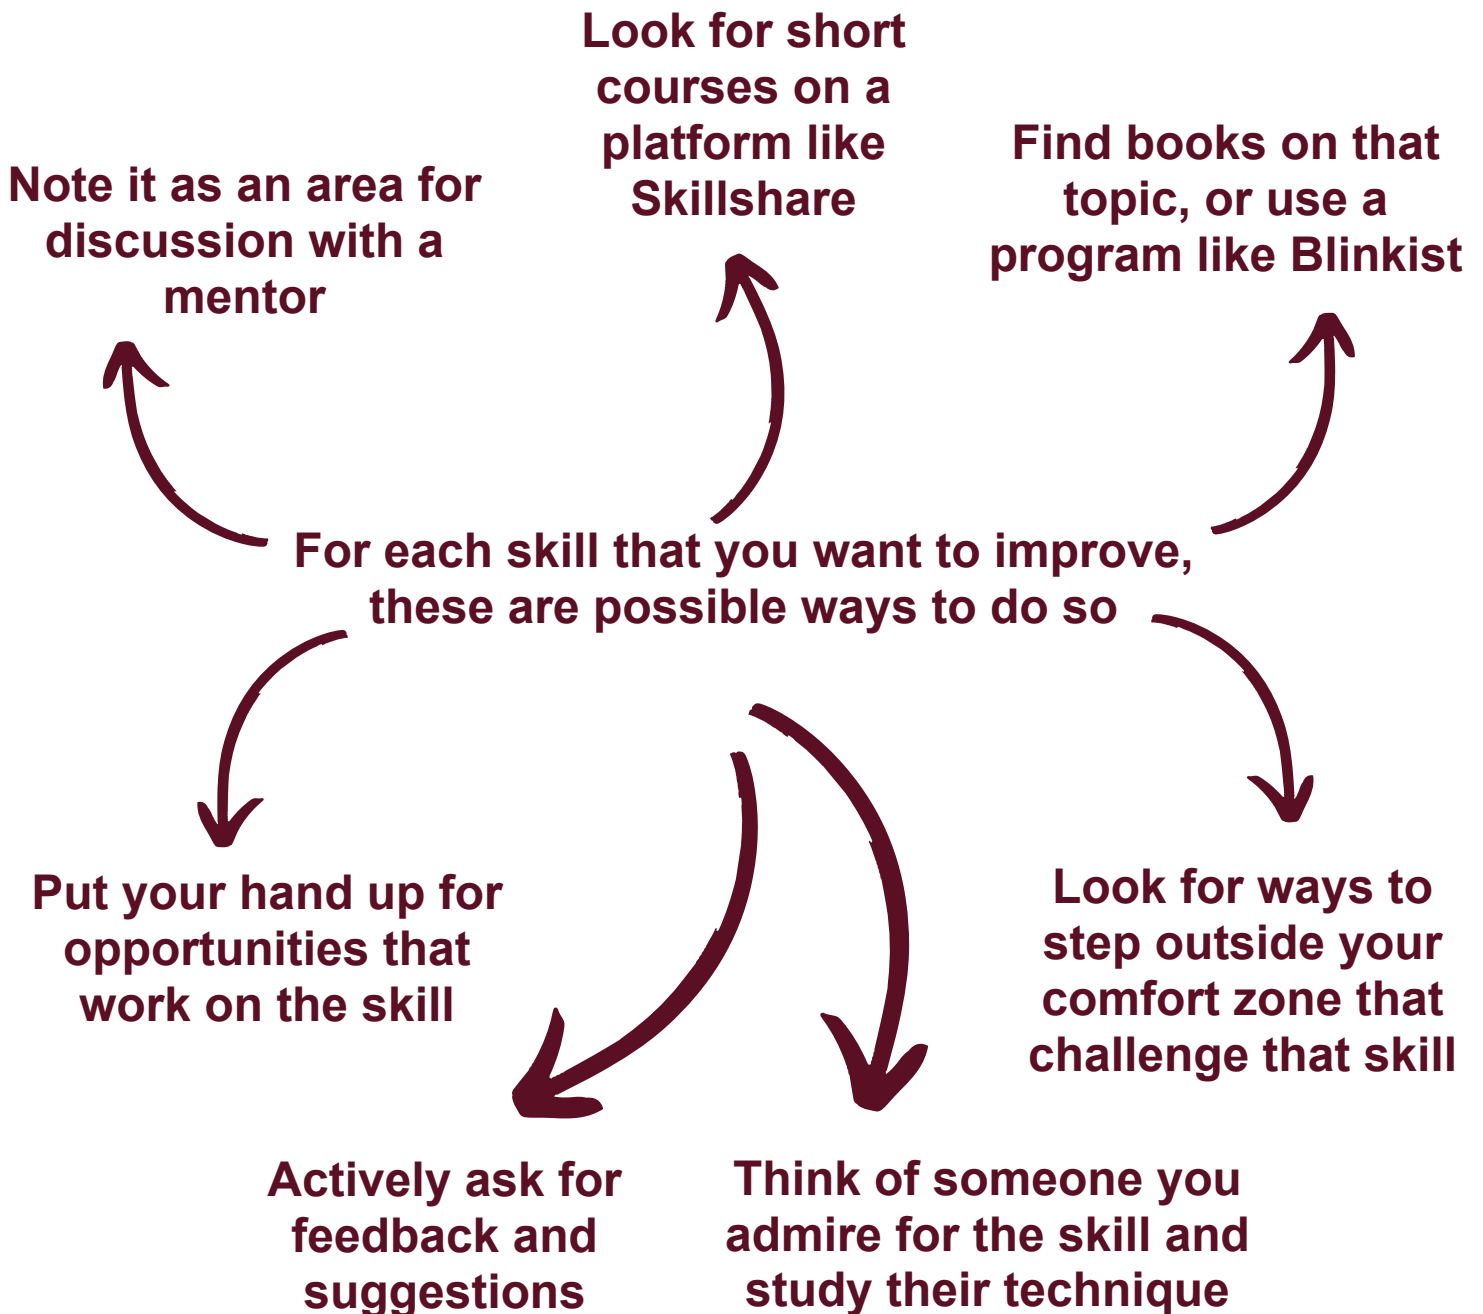 Look for short
courses on a
platform like
Skillshare
Find books on that
topic, or use a
program like Blinkist
Note it as an area for
discussion with a
mentor
For each skill that you want to improve,
these are possible ways to do so
Put your hand up for
opportunities that
work on the skill
Look for ways to
step outside your
comfort zone that
challenge that skill
Actively ask for
feedback and
suggestions
Think of someone you
admire for the skill and
study their technique